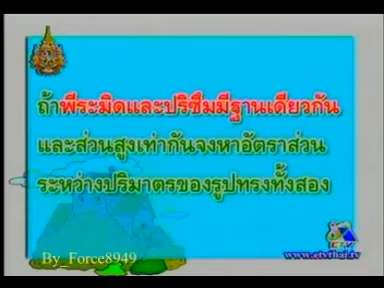 ถ้าพีระมิดและปริซึมมีฐานเดียวกัน
และส่วนสูงเท่ากันจงหาอัตราส่วน
ระหว่างปริมาตรของรูปทรงทั้งสอง
By_Force8949
ETV
www.etvthai.tv